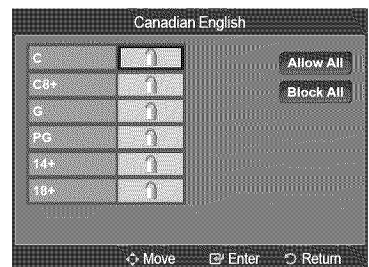 Canadian English
C
C8+
G
PG
14+
18+
Allow All
Block All
Move Enter Return